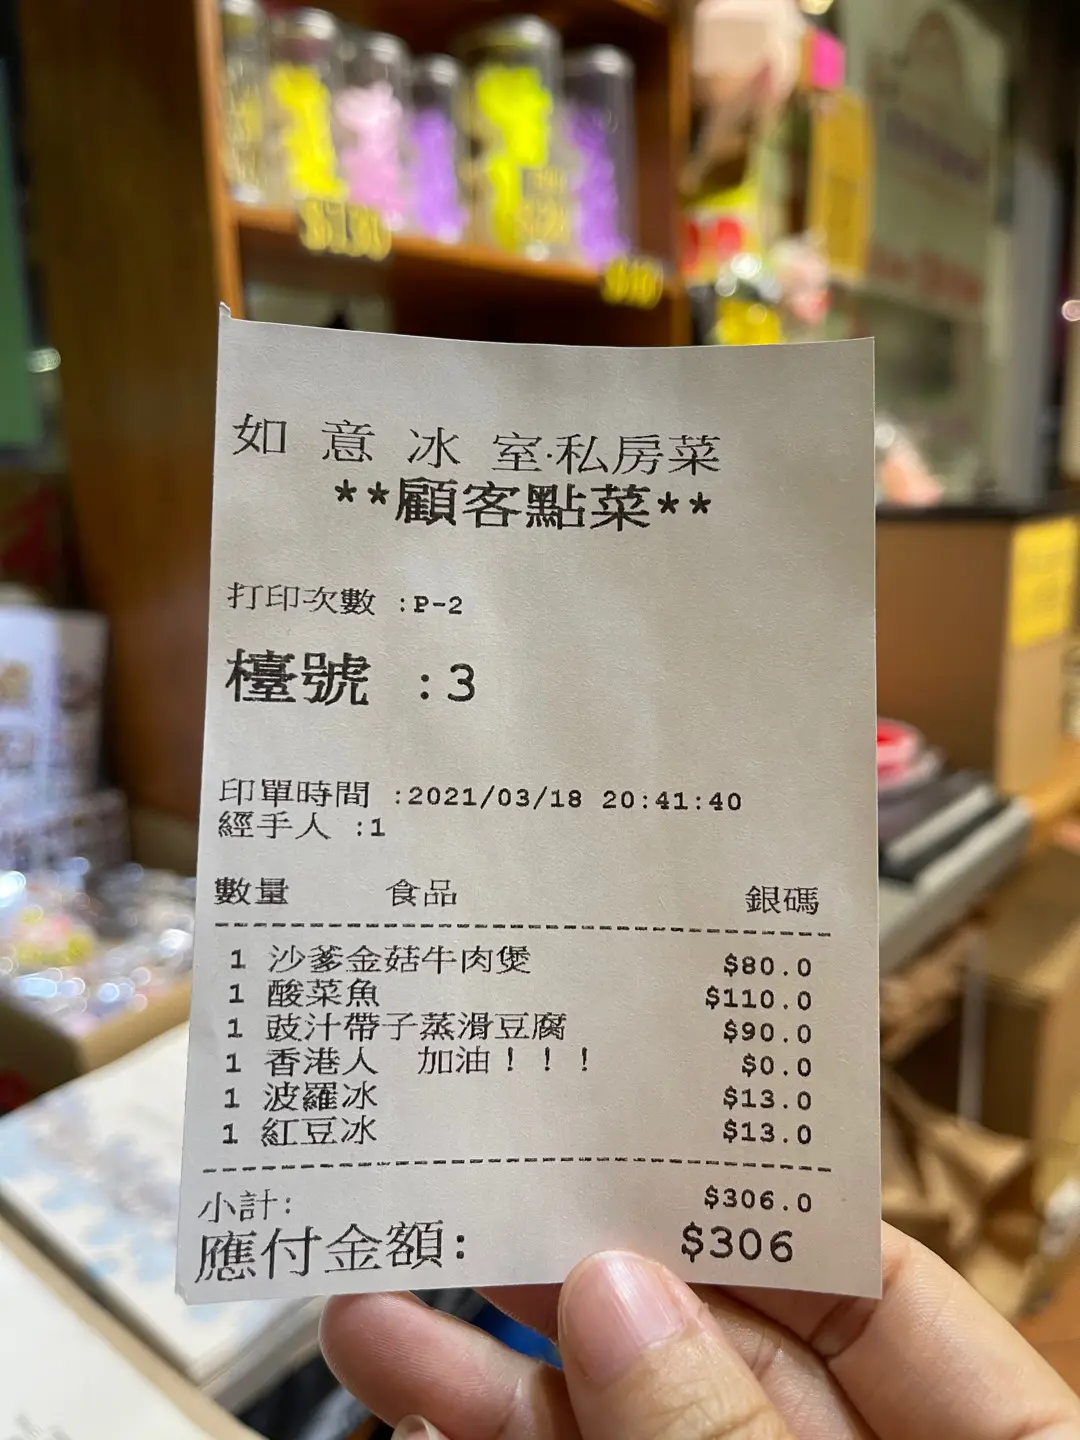 如意冰室·私房菜
**顧客點菜**
打印次數 :P-2
檯號 :3
印單時間 :2021/03/18 20:41:40
經手人 :1
數量 食品 銀碼
1 沙爹金菇牛肉煲 $80.0
1 酸菜魚 $110.0
1 豉汁帶子蒸滑豆腐 $90.0
1 香港人 加油！！！ $0.0
1 波羅冰 $13.0
1 紅豆冰 $13.0
小計: $306.0
應付金額: $306